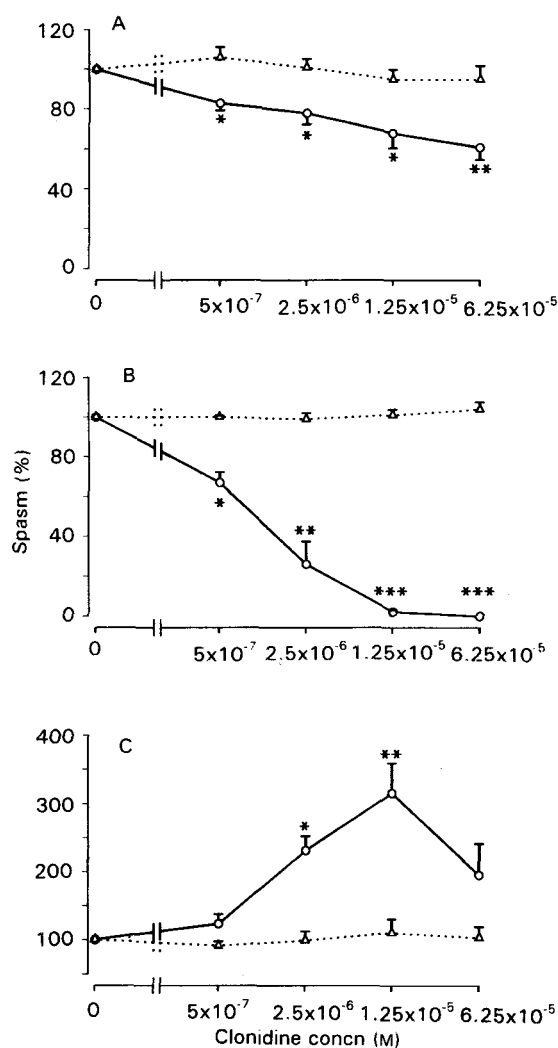 A
120
80
40
0
*
*
*
**
0
5x10⁻⁷
2.5x10⁻⁶
1.25x10⁻⁵
6.25x10⁻⁵
B
120
80
40
0
Spasm (%)
*
**
***
***
0
5x10⁻⁷
2.5x10⁻⁶
1.25x10⁻⁵
6.25x10⁻⁵
C
400
300
200
100
*
**
0
5x10⁻⁷
2.5x10⁻⁶
1.25x10⁻⁵
6.25x10⁻⁵
Clonidine concn (M)